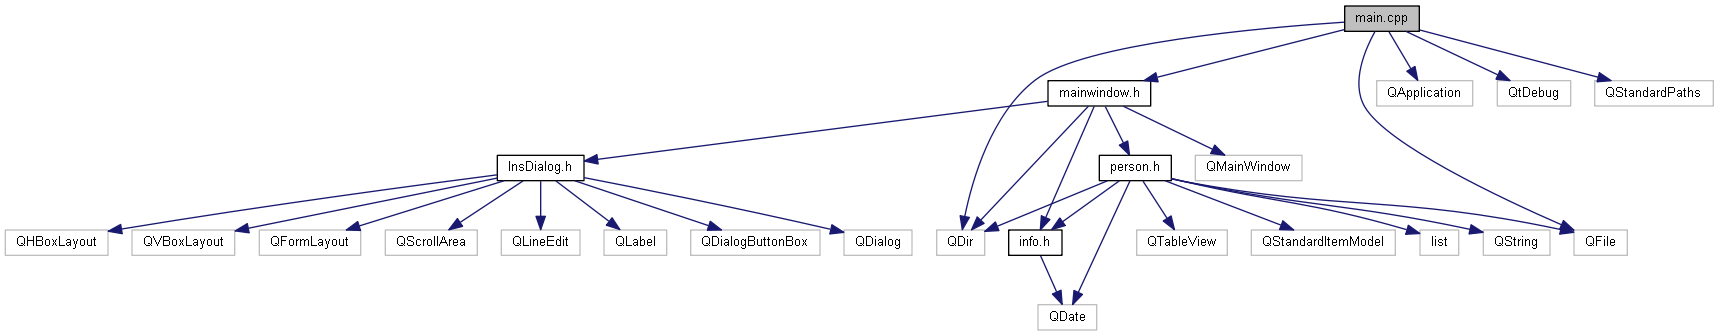 main.cpp
mainwindow.h
QApplication
QtDebug
QStandardPaths
InsDialog.h
person.h
QMainWindow
QHBoxLayout
QVBoxLayout
QFormLayout
QScrollArea
QLineEdit
QLabel
QDialogButtonBox
QDialog
QDir
info.h
QTableView
QStandardItemModel
list
QString
QFile
QDate